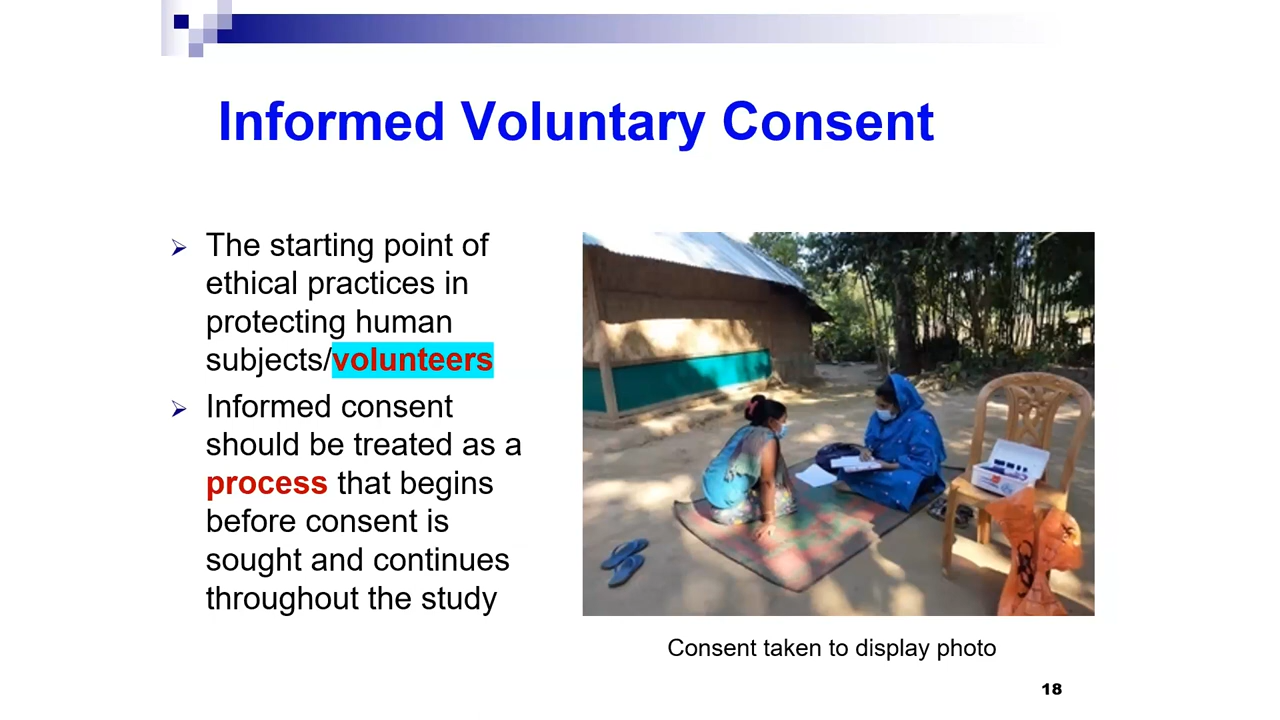 Informed Voluntary Consent
➢ The starting point of
ethical practices in
protecting human
subjects/volunteers
➢ Informed consent
should be treated as a
process that begins
before consent is
sought and continues
throughout the study
Consent taken to display photo
18